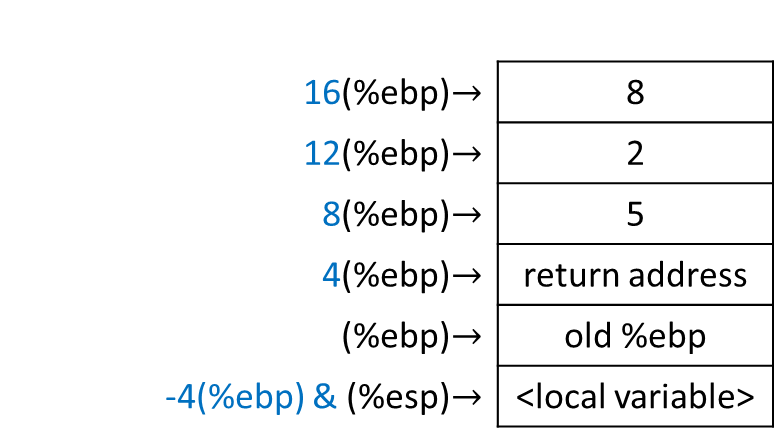 16(%ebp)→ 8
12(%ebp)→ 2
8(%ebp)→ 5
4(%ebp)→ return address
(%ebp)→ old %ebp
-4(%ebp) & (%esp)→ <local variable>